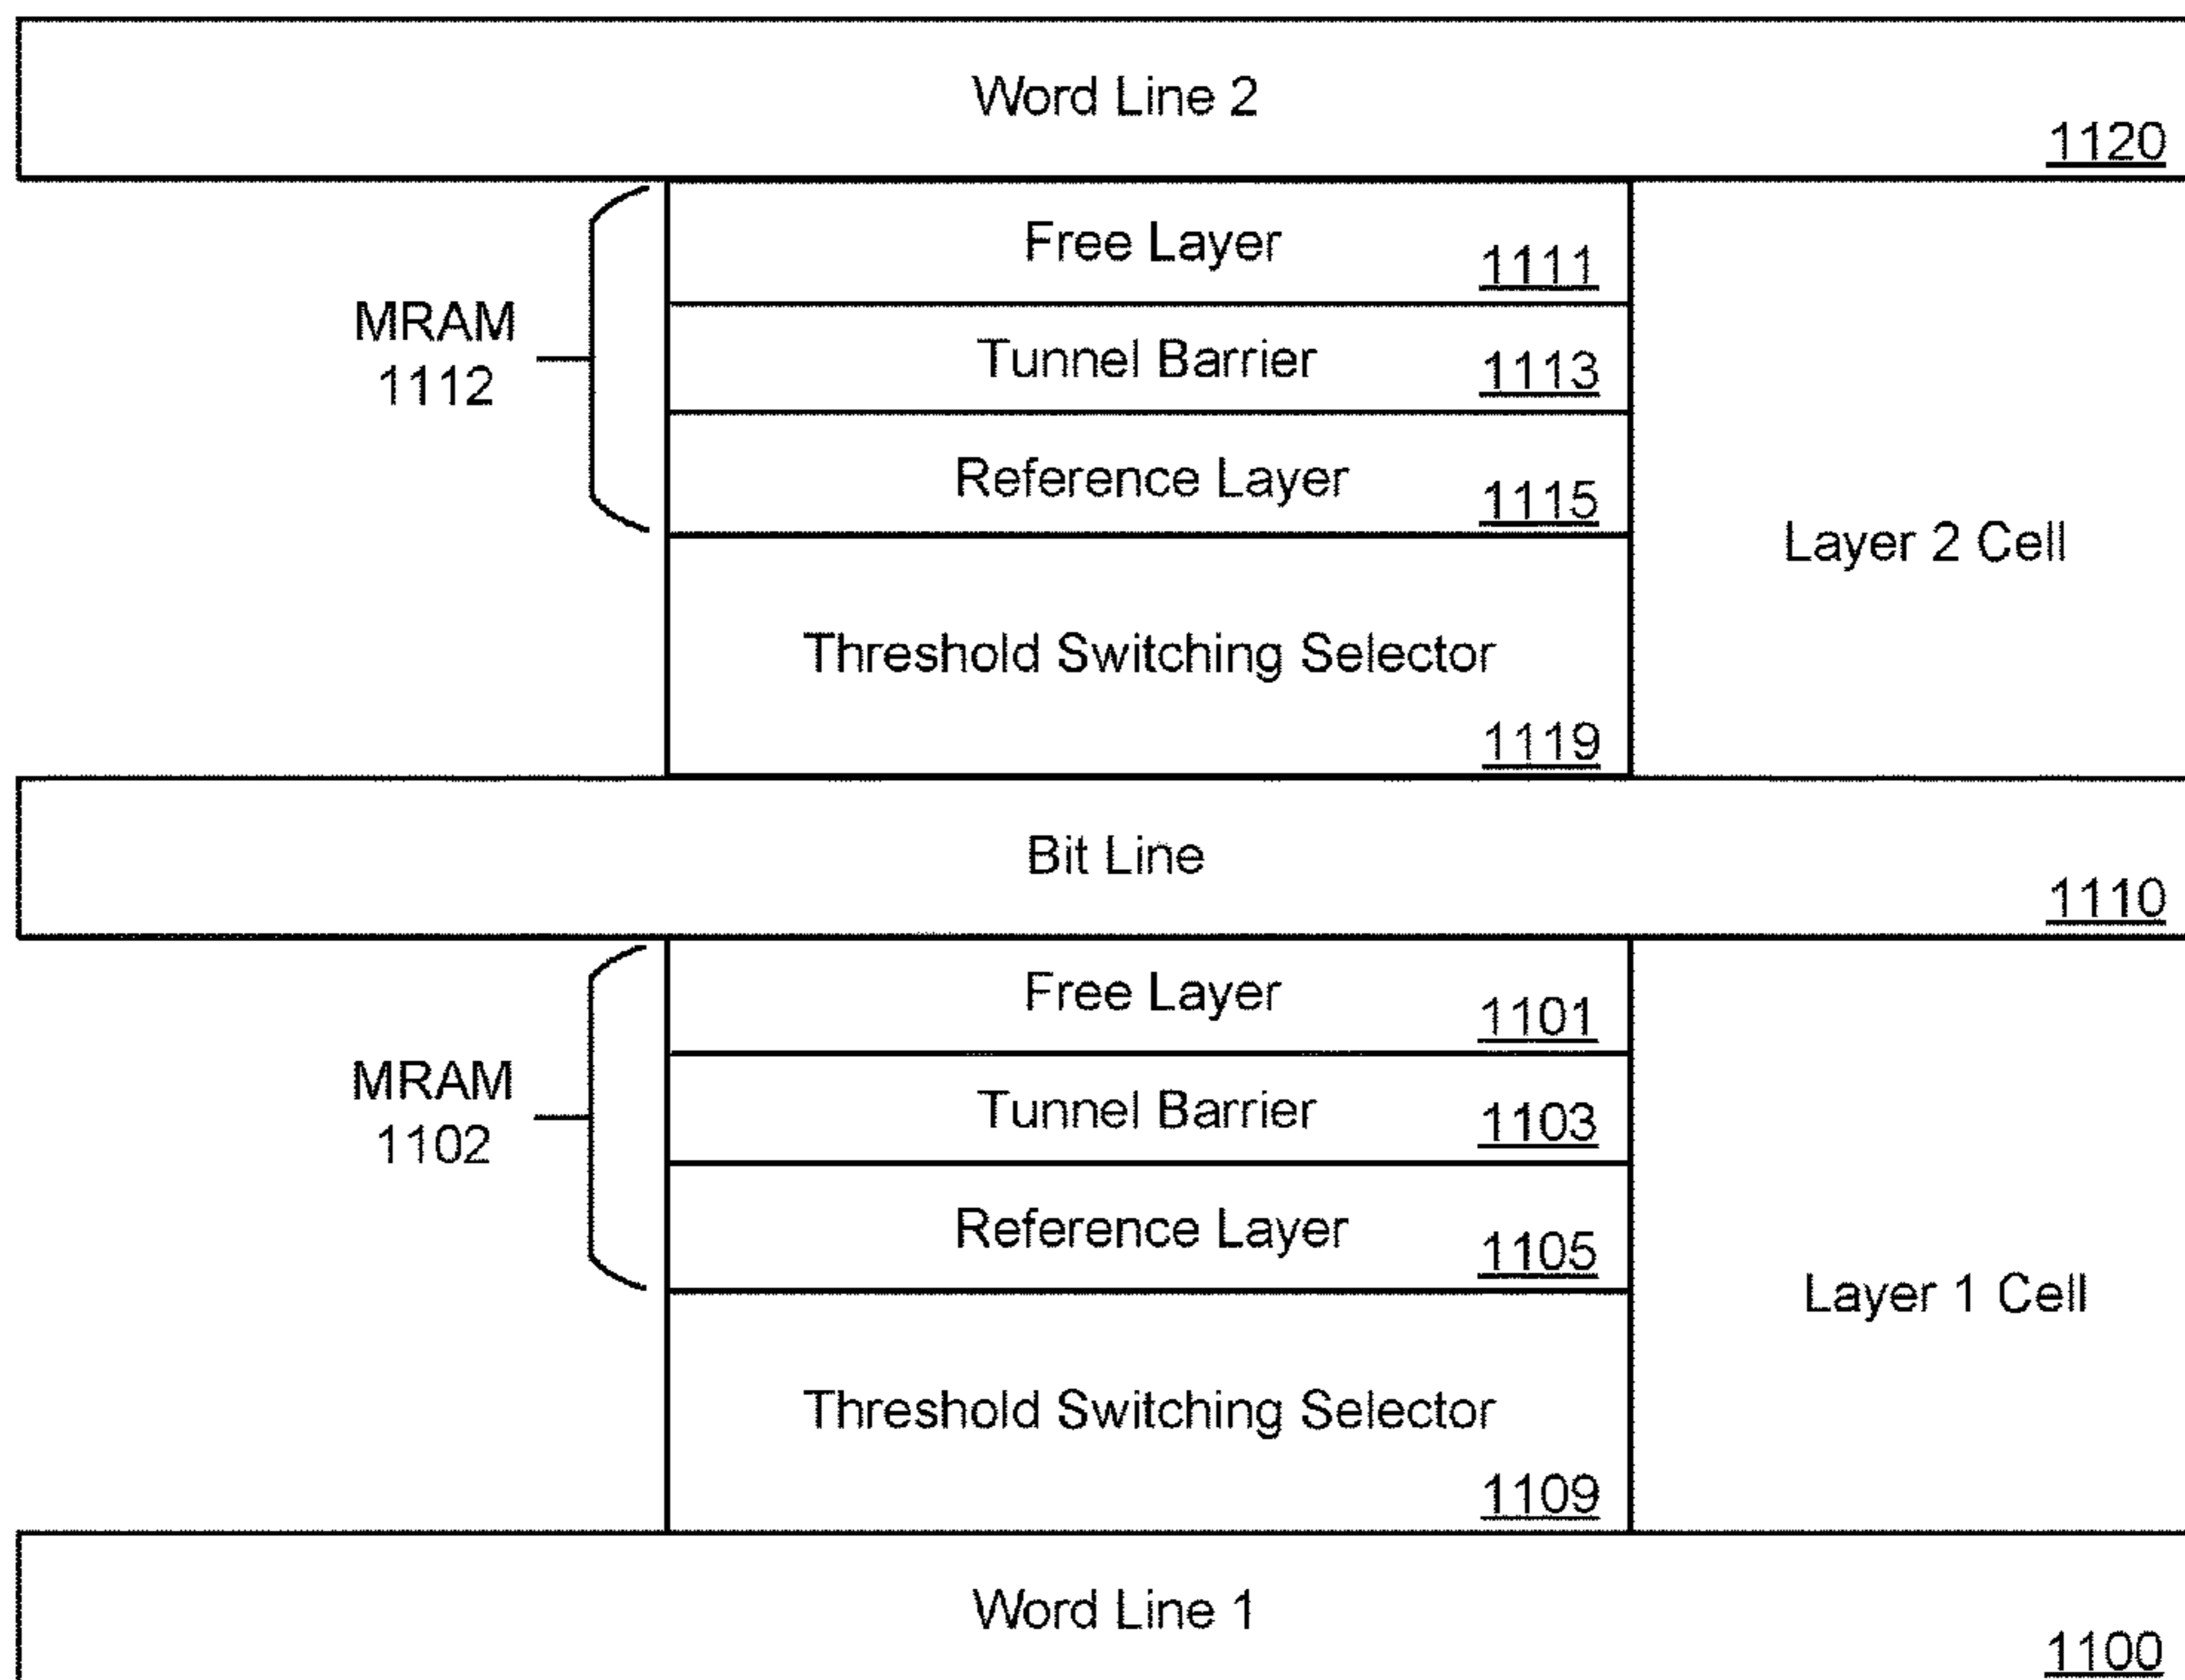 Word Line 2
1120
Free Layer
1111
MRAM
1112
Tunnel Barrier
1113
Reference Layer
1115
Layer 2 Cell
Threshold Switching Selector
1119
Bit Line
1110
Free Layer
1101
MRAM
1102
Tunnel Barrier
1103
Reference Layer
1105
Layer 1 Cell
Threshold Switching Selector
1109
Word Line 1
1100